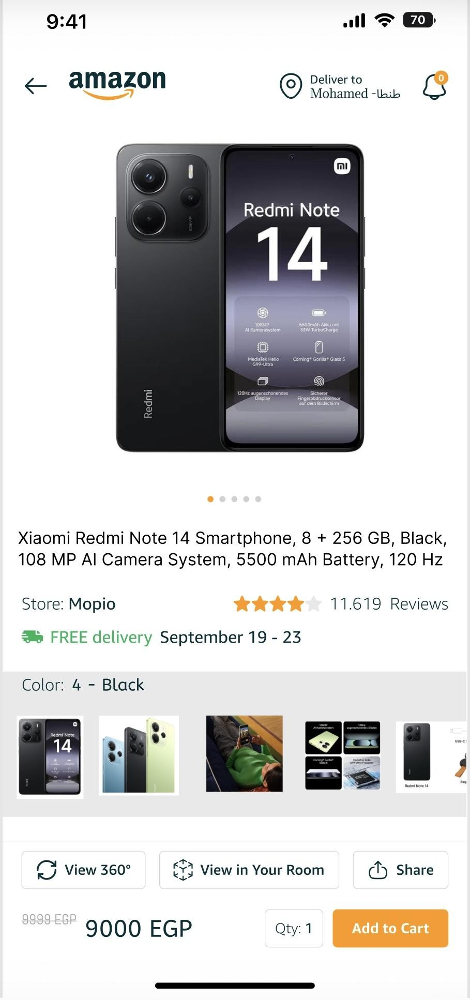 9:41
70
amazon
Deliver to
Mohamed - طنطا
0
mi
108MP
Redmi Note
14
108MP
AI Kamerasystem
5500mAh Akku mit
33W TurboCharge
MediaTek Helio
G99-Ultra
Corning® Gorilla® Glass 5
120Hz augenschonendes
Display
Sicherer
Fingerabdrucksensor
auf dem Bildschirm
Redmi
Xiaomi Redmi Note 14 Smartphone, 8 + 256 GB, Black,
108 MP AI Camera System, 5500 mAh Battery, 120 Hz
Store: Mopio
11.619 Reviews
FREE delivery September 19 - 23
Color: 4 - Black
Redmi Note
14
108MP
AI Kamerasystem
120Hz
augenschonendes Display
Corning® Gorilla®
Glass 5
MediaTek Helio
G99-Ultra Prozessor
USB-C
Redmi Note 14
Ring
View 360°
View in Your Room
Share
9999 EGP
9000 EGP
Qty: 1
Add to Cart